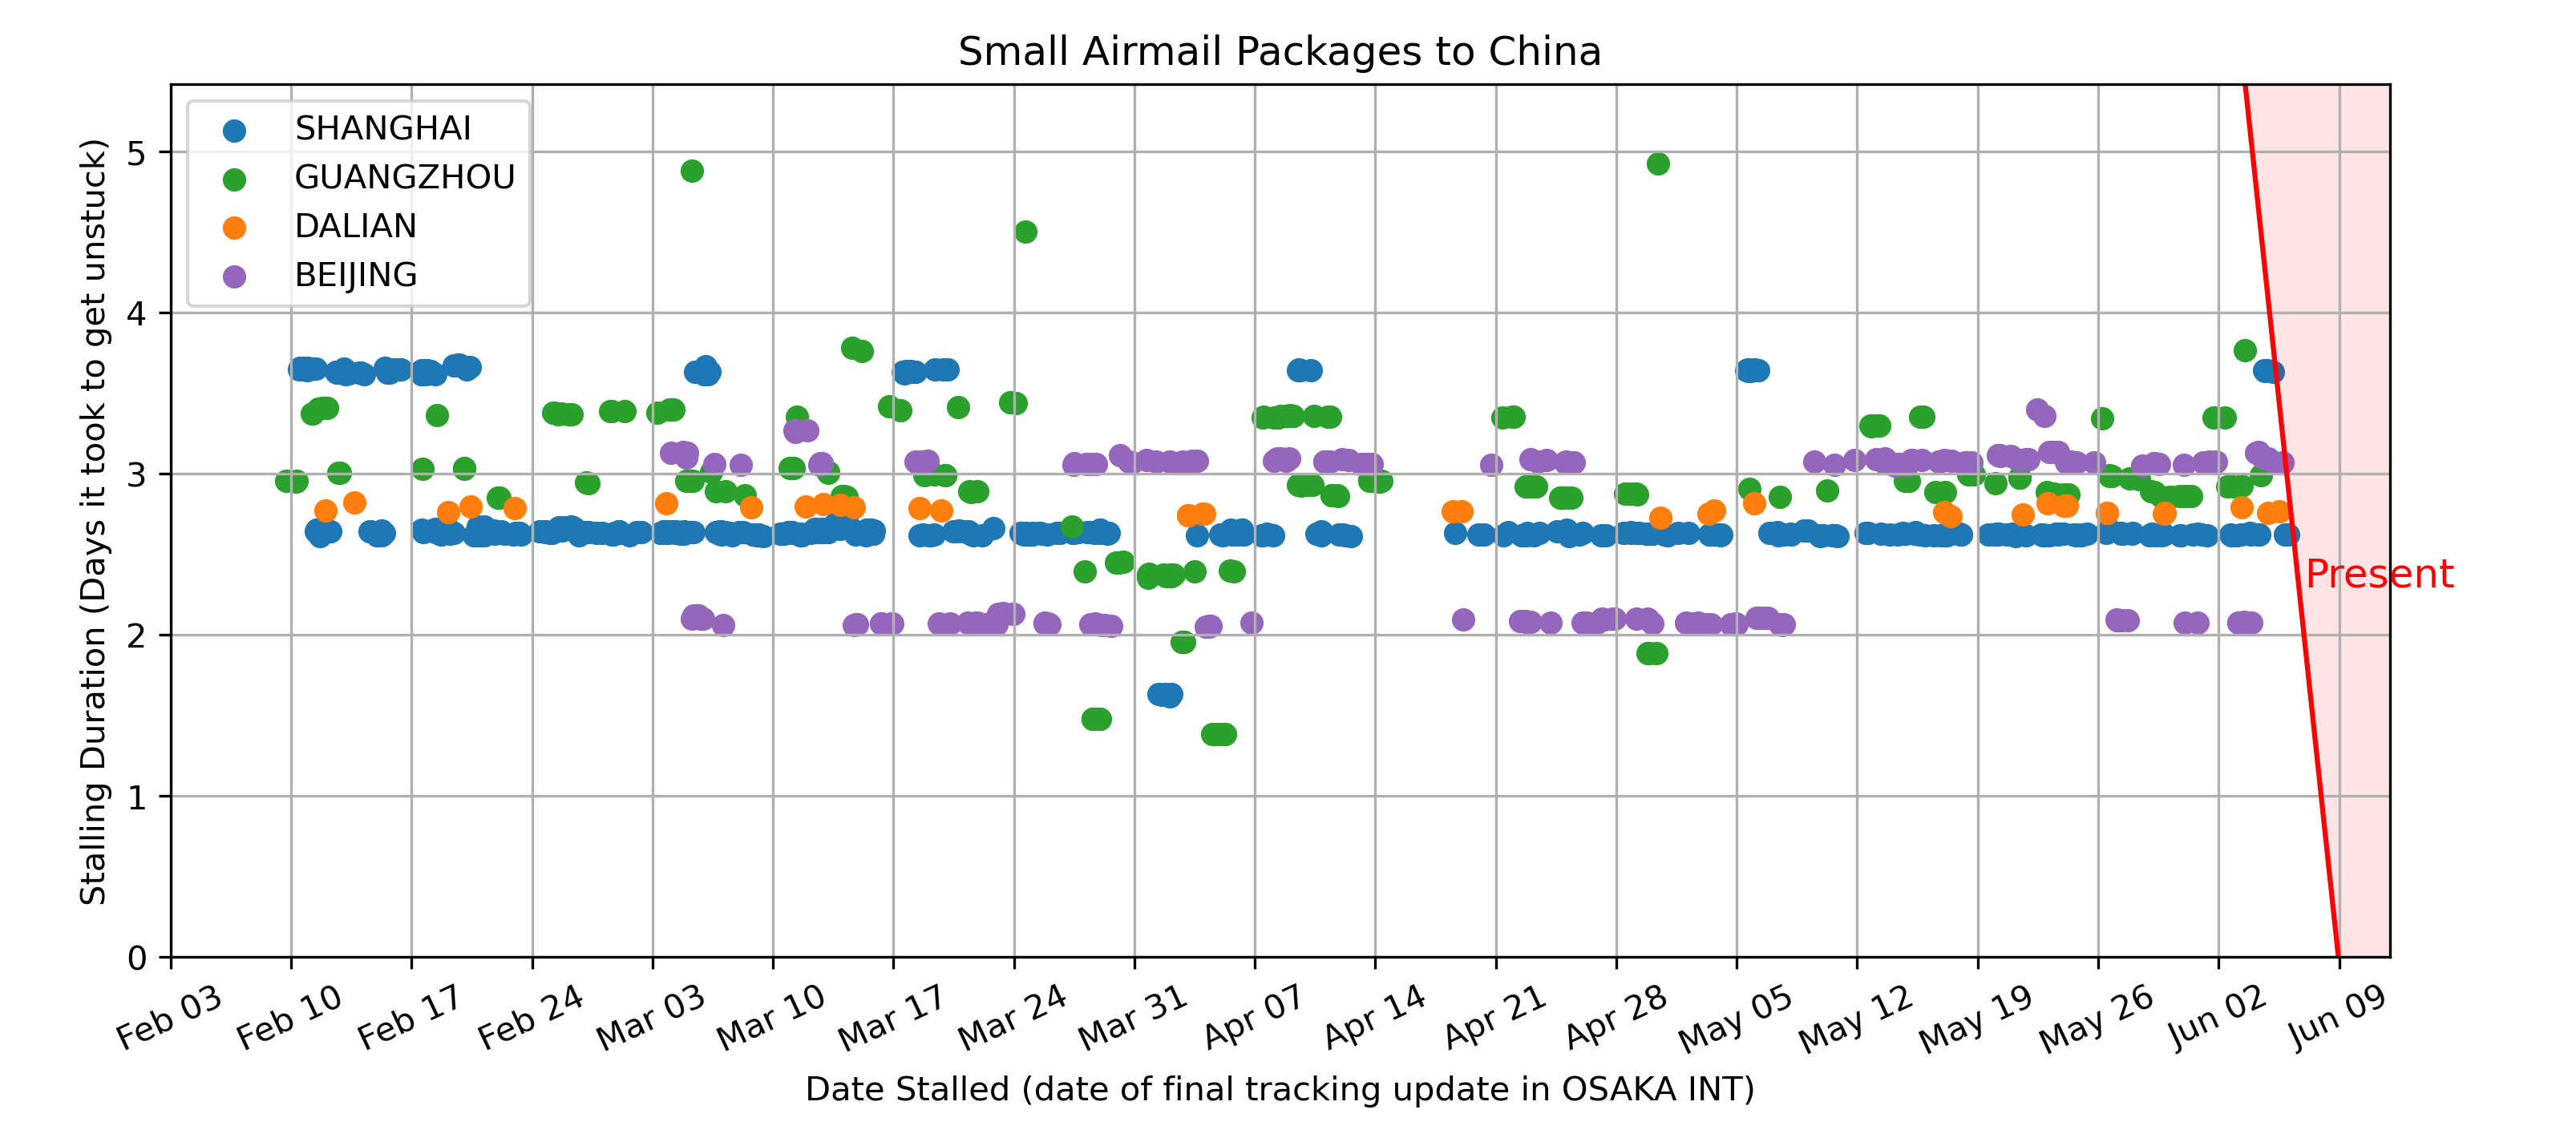 Small Airmail Packages to China
SHANGHAI
GUANGZHOU
DALIAN
BEIJING
Stalling Duration (Days it took to get unstuck)
5
4
3
2
1
0
Present
Feb 03
Feb 10
Feb 17
Feb 24
Mar 03
Mar 10
Mar 17
Mar 24
Mar 31
Apr 07
Apr 14
Apr 21
Apr 28
May 05
May 12
May 19
May 26
Jun 02
Jun 09
Date Stalled (date of final tracking update in OSAKA INT)